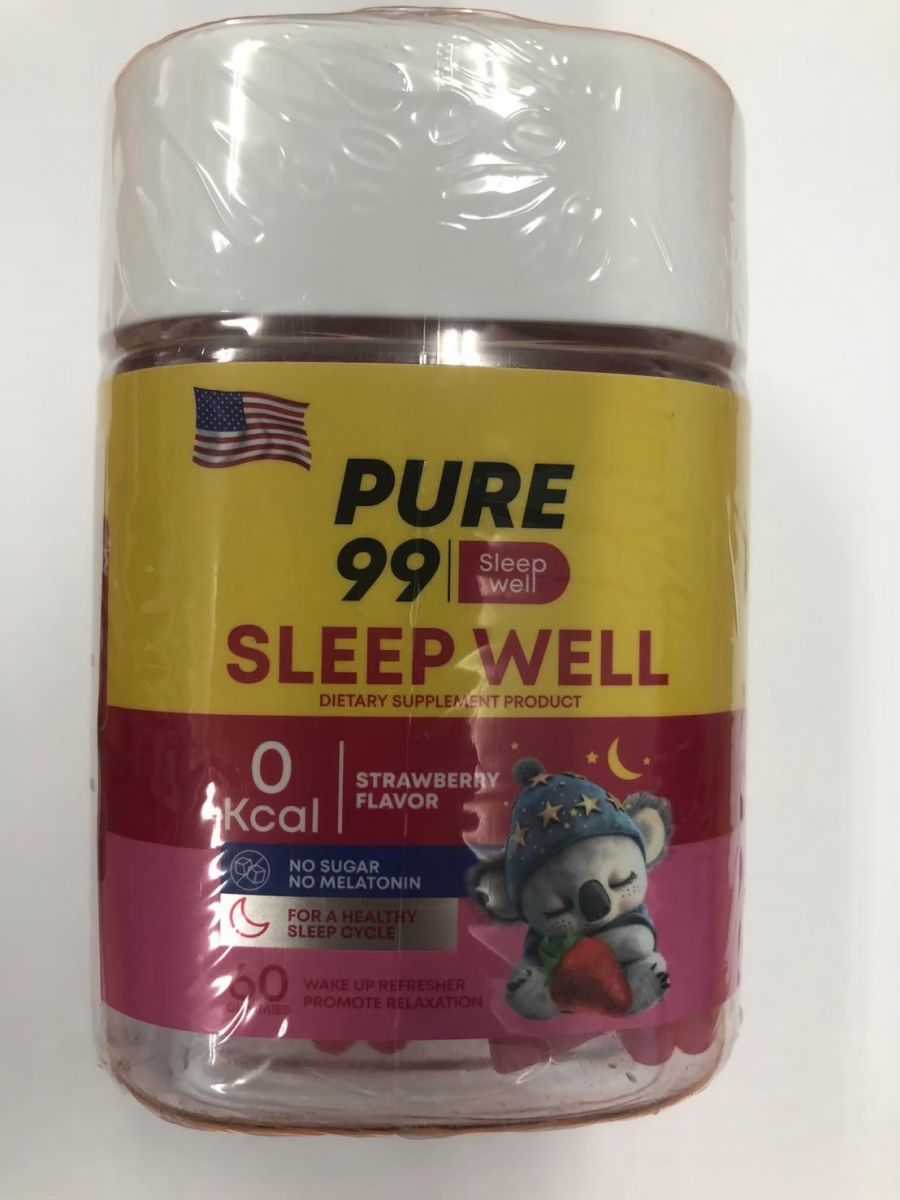 PURE
99 Sleep well
SLEEP WELL
DIETARY SUPPLEMENT PRODUCT
0
Kcal
STRAWBERRY
FLAVOR
NO SUGAR
NO MELATONIN
FOR A HEALTHY
SLEEP CYCLE
60
GUMMIES
WAKE UP REFRESHER
PROMOTE RELAXATION